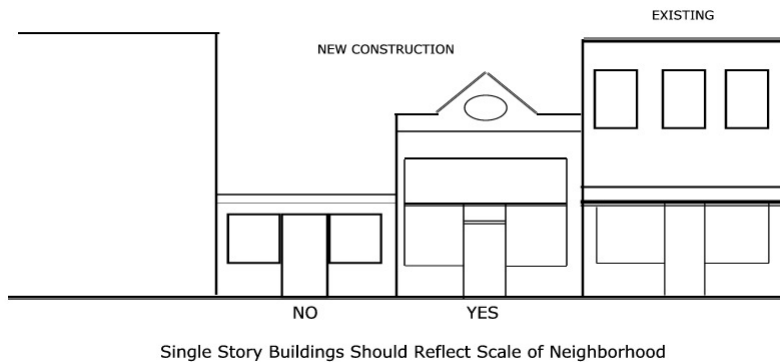 EXISTING
NEW CONSTRUCTION
NO
YES
Single Story Buildings Should Reflect Scale of Neighborhood